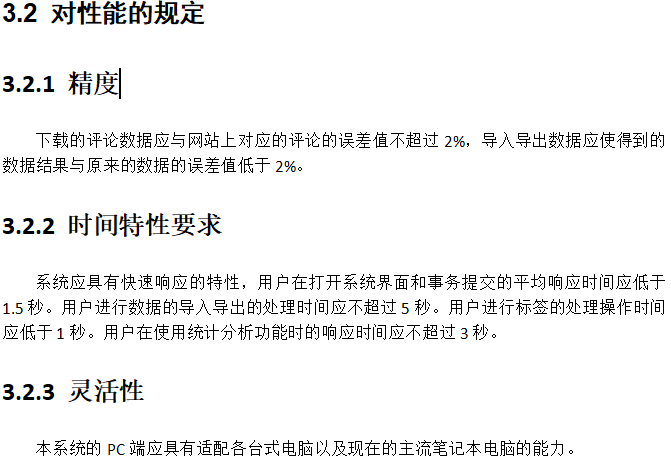 3.2 对性能的规定
3.2.1 精度
下载的评论数据应与网站上对应的评论的误差值不超过 2%，导入导出数据应使得到的
数据结果与原来的数据的误差值低于 2%。
3.2.2 时间特性要求
系统应具有快速响应的特性，用户在打开系统界面和事务提交的平均响应时间应低于
1.5 秒。用户进行数据的导入导出的处理时间应不超过 5 秒。用户进行标签的处理操作时间
应低于 1 秒。用户在使用统计分析功能时的响应时间应不超过 3 秒。
3.2.3 灵活性
本系统的 PC 端应具有适配各台式电脑以及现在的主流笔记本电脑的能力。